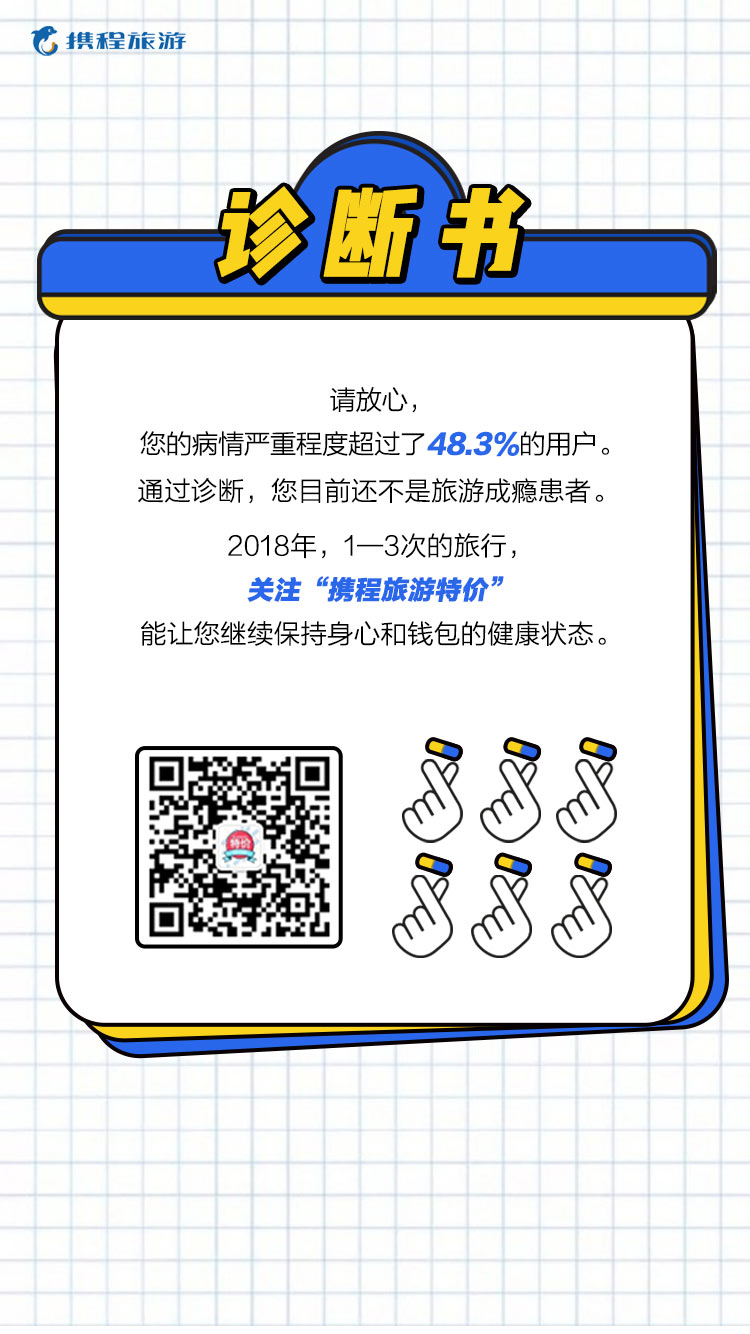 携程旅游
诊断书
请放心，
您的病情严重程度超过了48.3%的用户。
通过诊断，您目前还不是旅游成瘾患者。
2018年，1—3次的旅行，
关注“携程旅游特价”
能让您继续保持身心和钱包的健康状态。
特价